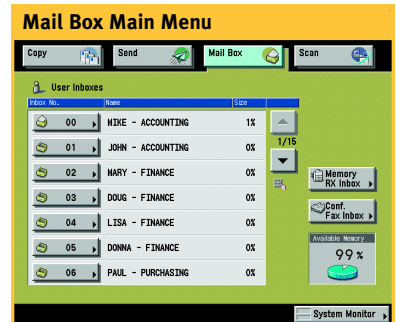 Mail Box Main Menu
Copy Send Mail Box Scan
User Inboxes
Inbox No. Name Size
00 MIKE - ACCOUNTING 1%
01 JOHN - ACCOUNTING 0%
1/15
02 MARY - FINANCE 0%
Memory
RX Inbox
03 DOUG - FINANCE 0%
Conf.
Fax Inbox
04 LISA - FINANCE 0%
Available Memory
99 %
05 DONNA - FINANCE 0%
06 PAUL - PURCHASING 0%
System Monitor